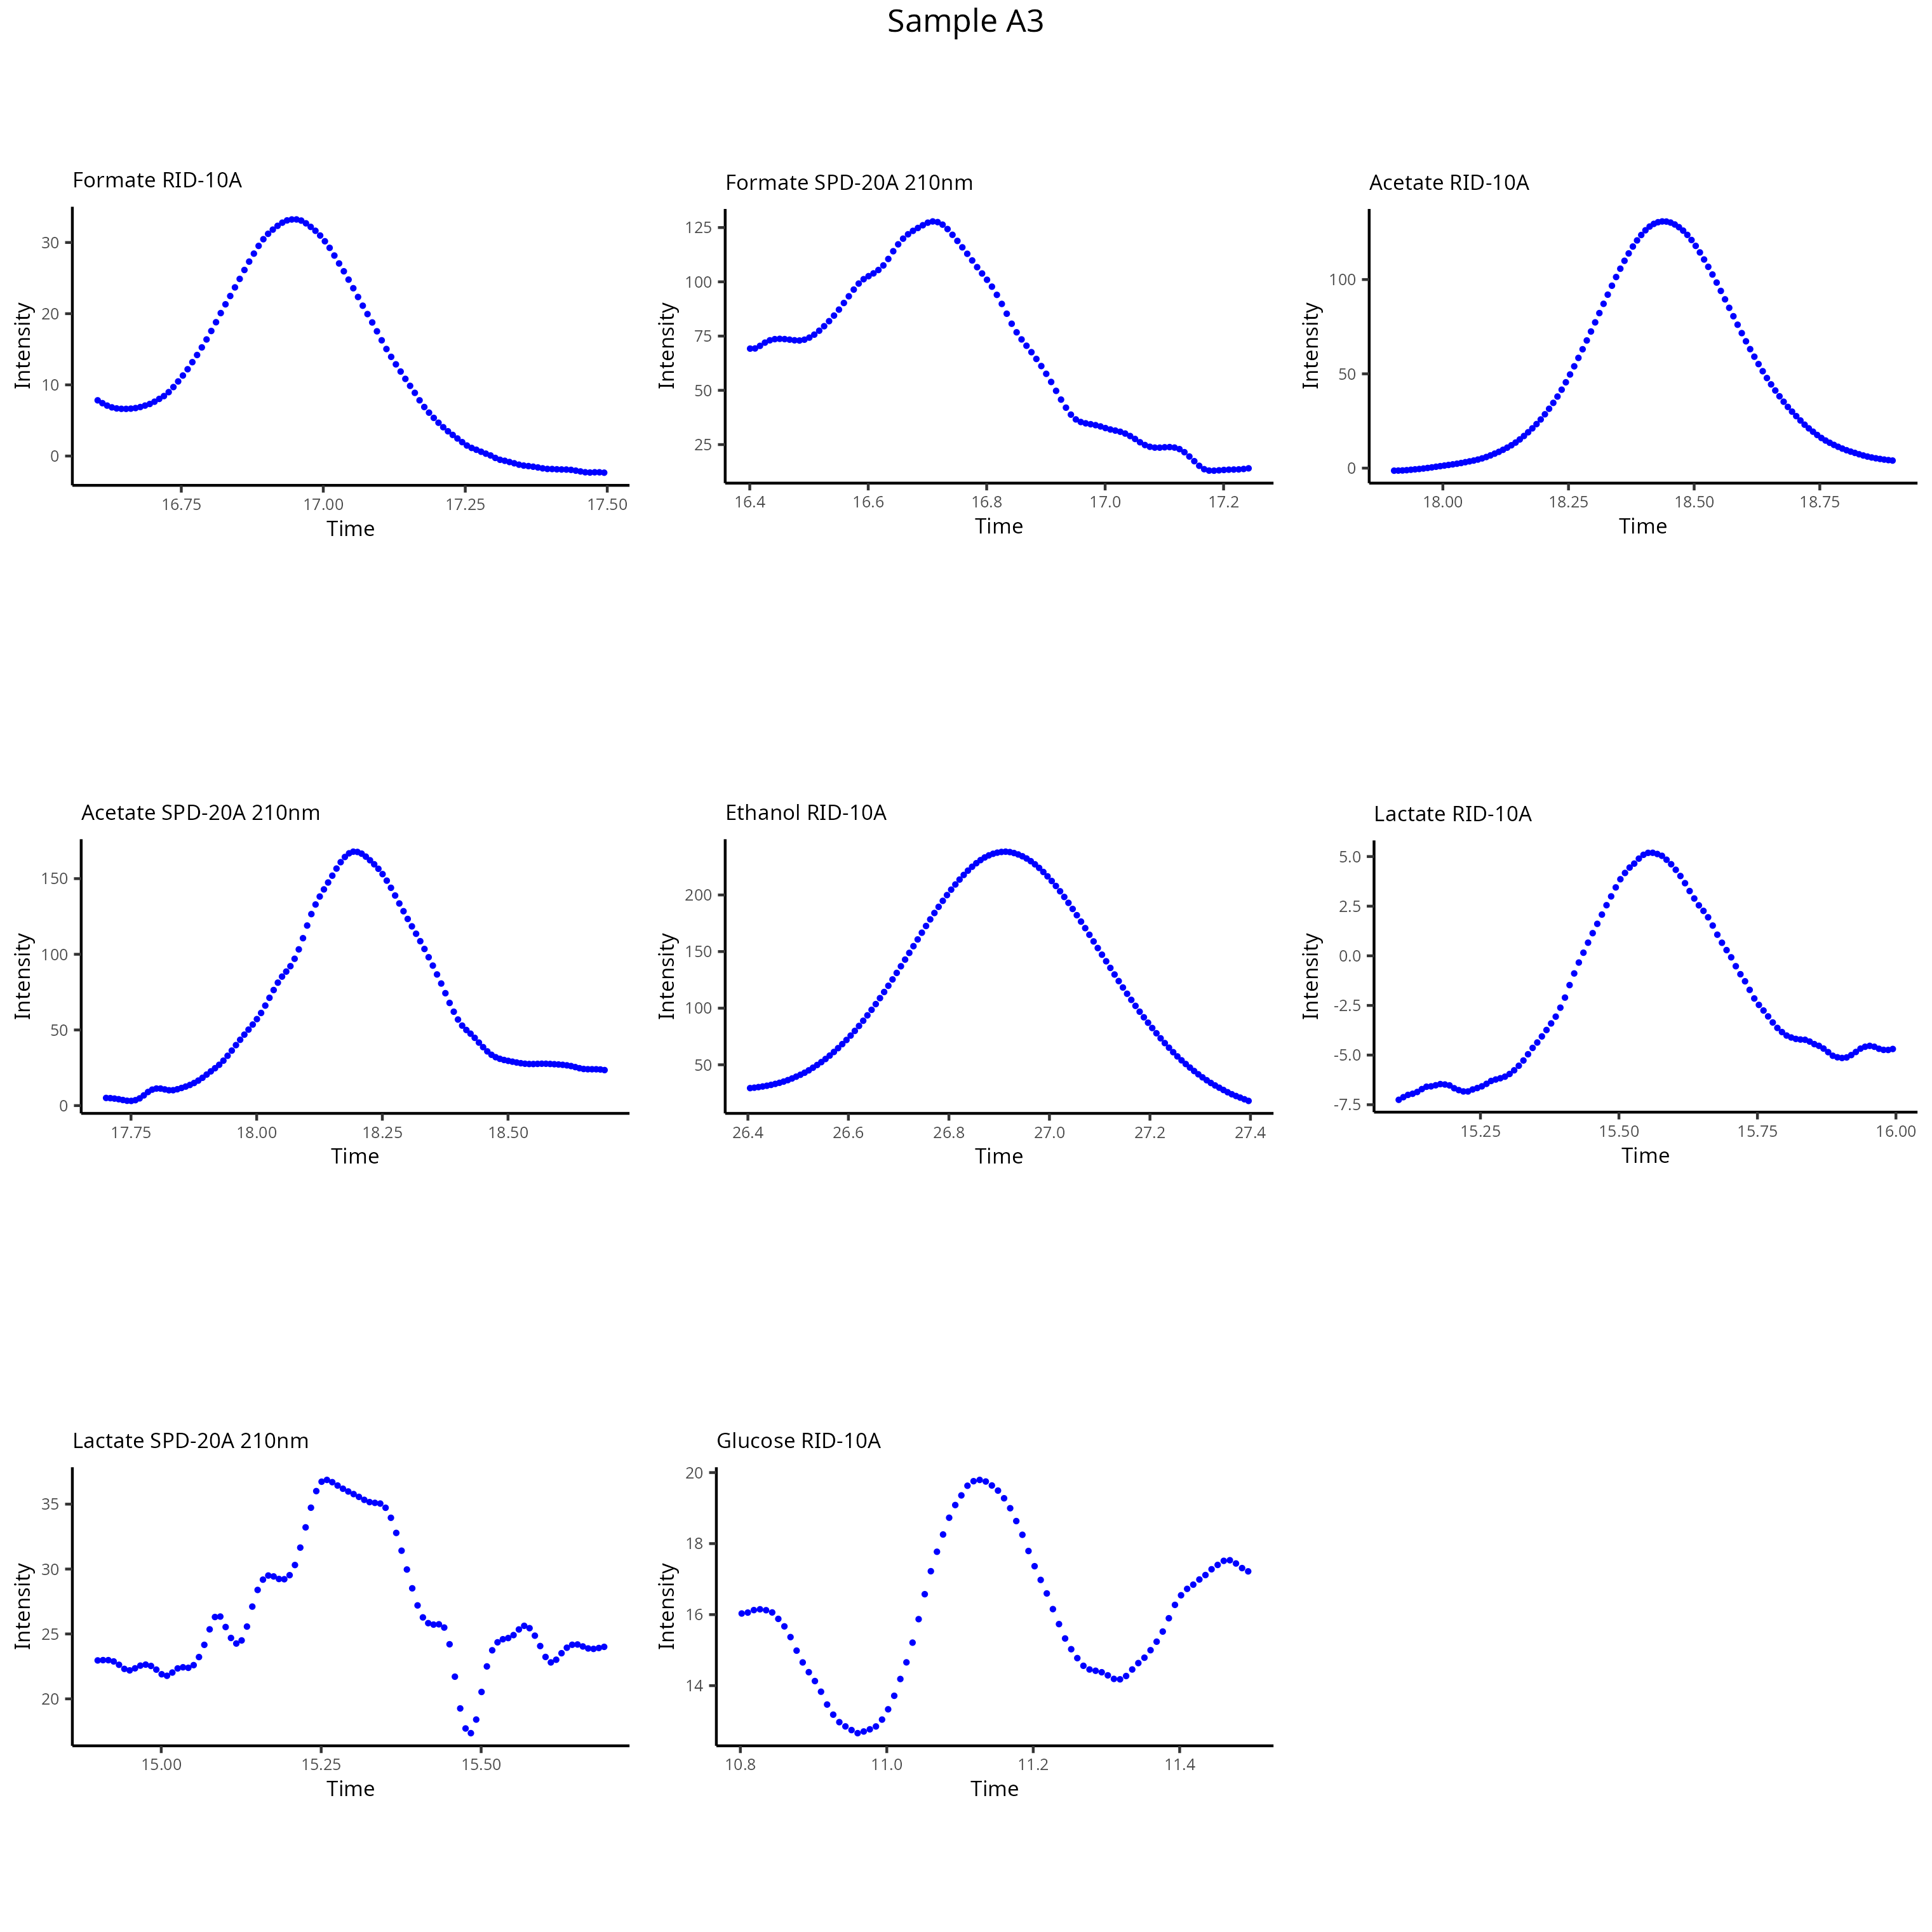 Sample A3
Formate RID-10A
Intensity
30
20
10
0
16.75 17.00 17.25 17.50
Time
Formate SPD-20A 210nm
Intensity
125
100
75
50
25
16.4 16.6 16.8 17.0 17.2
Time
Acetate RID-10A
Intensity
100
50
0
18.00 18.25 18.50 18.75
Time
Acetate SPD-20A 210nm
Intensity
150
100
50
0
17.75 18.00 18.25 18.50
Time
Ethanol RID-10A
Intensity
200
150
100
50
26.4 26.6 26.8 27.0 27.2 27.4
Time
Lactate RID-10A
Intensity
5.0
2.5
0.0
-2.5
-5.0
-7.5
15.25 15.50 15.75 16.00
Time
Lactate SPD-20A 210nm
Intensity
35
30
25
20
15.00 15.25 15.50
Time
Glucose RID-10A
Intensity
20
18
16
14
10.8 11.0 11.2 11.4
Time